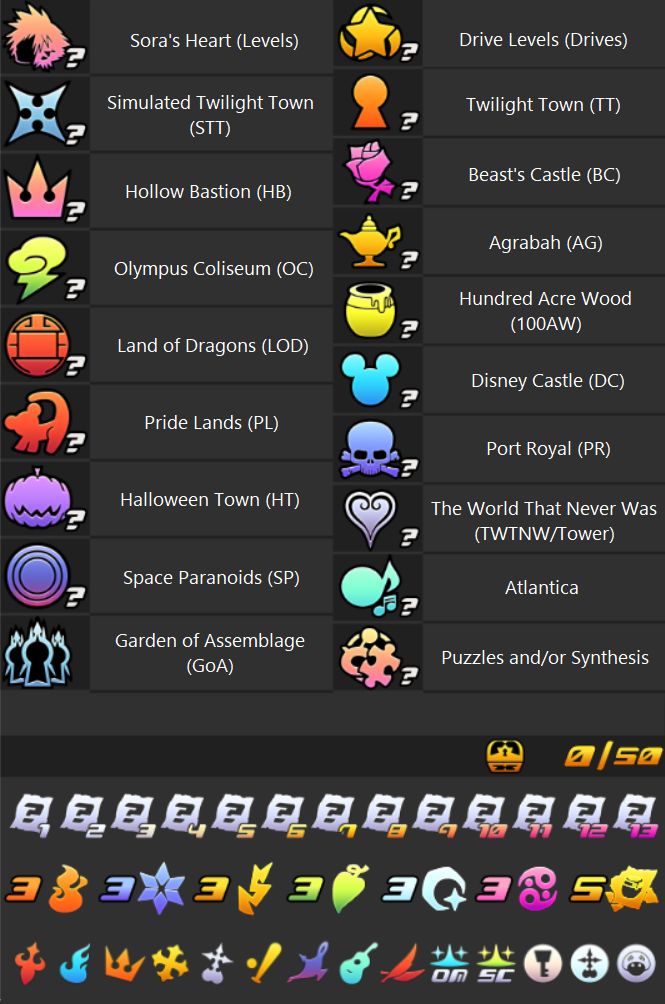 ?
Sora's Heart (Levels)
?
Drive Levels (Drives)
?
Simulated Twilight Town
(STT)
?
Twilight Town (TT)
?
Hollow Bastion (HB)
?
Beast's Castle (BC)
?
Olympus Coliseum (OC)
?
Agrabah (AG)
?
Land of Dragons (LOD)
?
Hundred Acre Wood
(100AW)
?
Pride Lands (PL)
?
Disney Castle (DC)
?
Halloween Town (HT)
?
Port Royal (PR)
?
Space Paranoids (SP)
?
The World That Never Was
(TWTNW/Tower)
Garden of Assemblage
(GoA)
?
Atlantica
?
Puzzles and/or Synthesis
0/50
1 2 3 4 5 6 7 8 9 10 11 12 13
3 3 3 3 3 3 5
OM SC